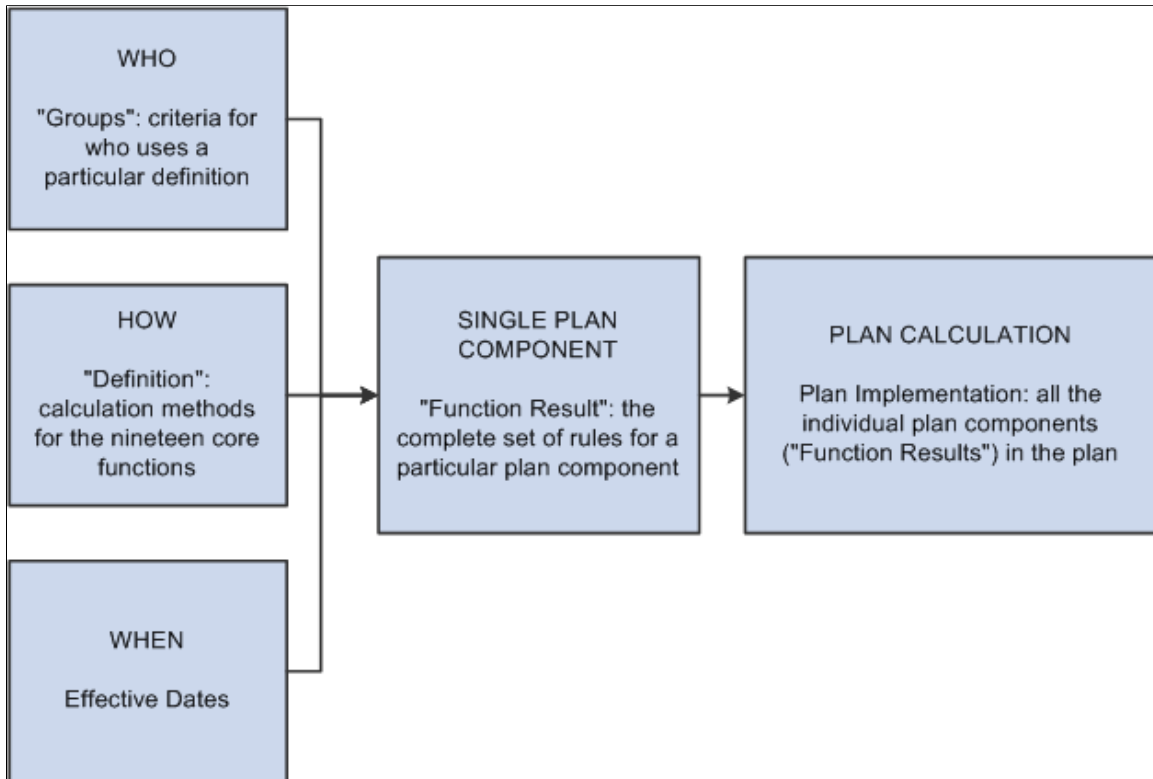 WHO
"Groups": criteria for
who uses a
particular definition
HOW
"Definition":
calculation methods
for the nineteen core
functions
WHEN
Effective Dates
SINGLE PLAN
COMPONENT
"Function Result": the
complete set of rules for a
particular plan component
PLAN CALCULATION
Plan Implementation: all the
individual plan components
("Function Results") in the plan